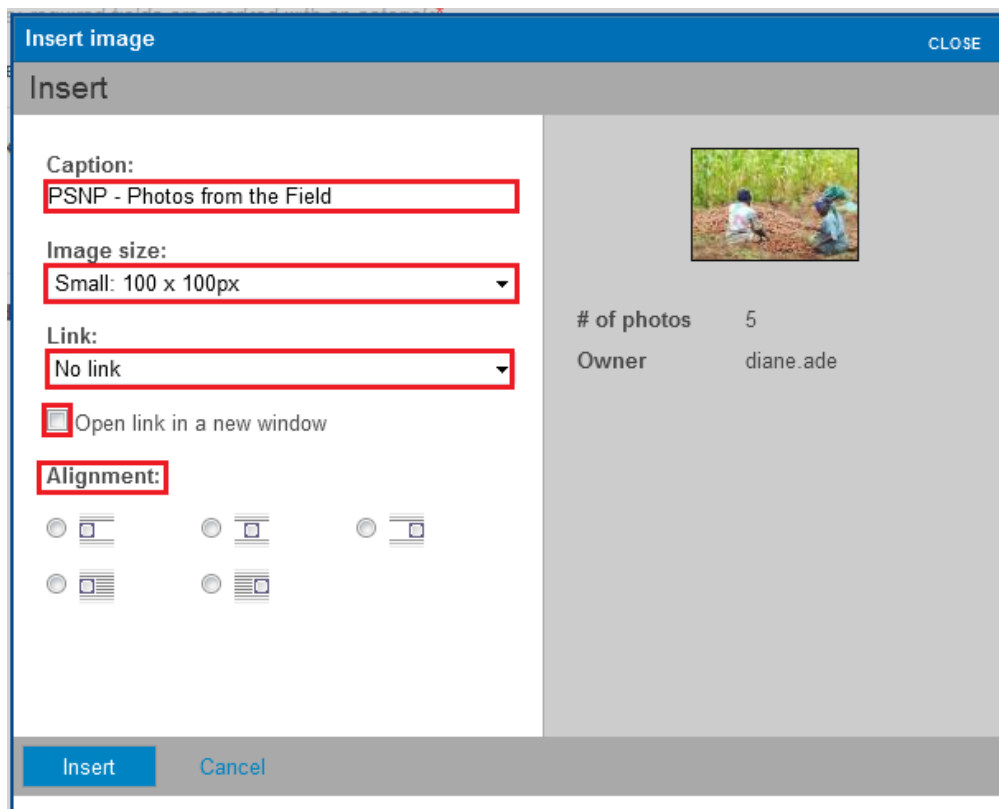 Insert image
CLOSE
Insert
Caption:
PSNP - Photos from the Field
Image size:
Small: 100 x 100px
Link:
No link
Open link in a new window
Alignment:
# of photos 5
Owner diane.ade
Insert Cancel